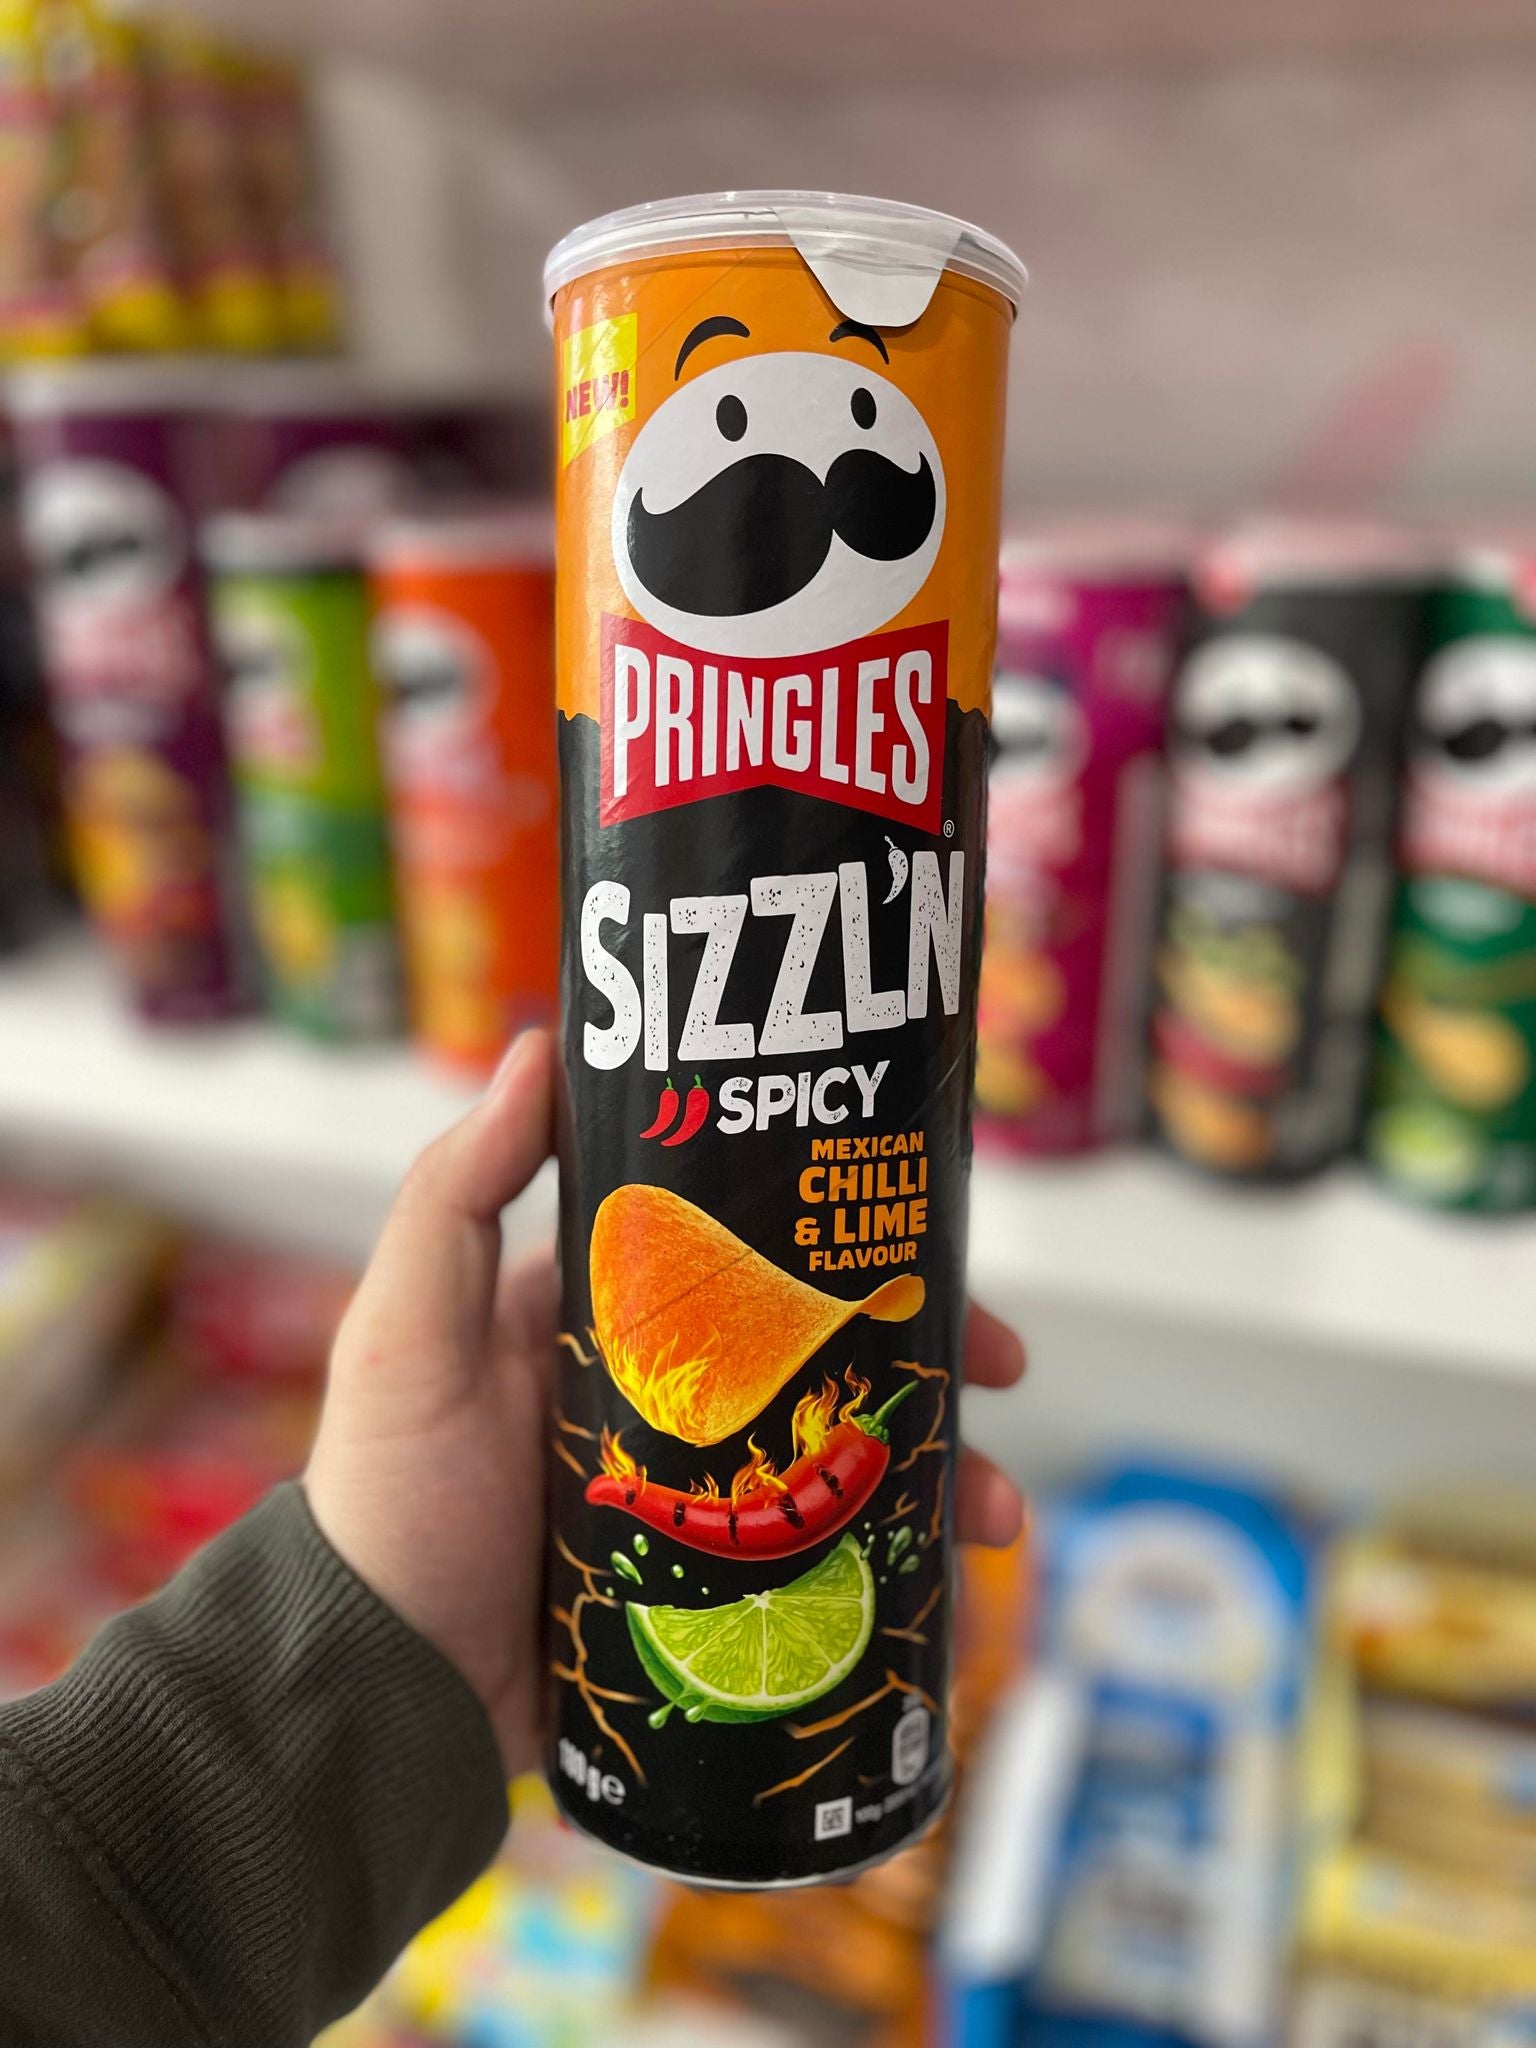 NEW!
PRINGLES
®
SIZZL'N
SPICY
MEXICAN
CHILLI
& LIME
FLAVOUR